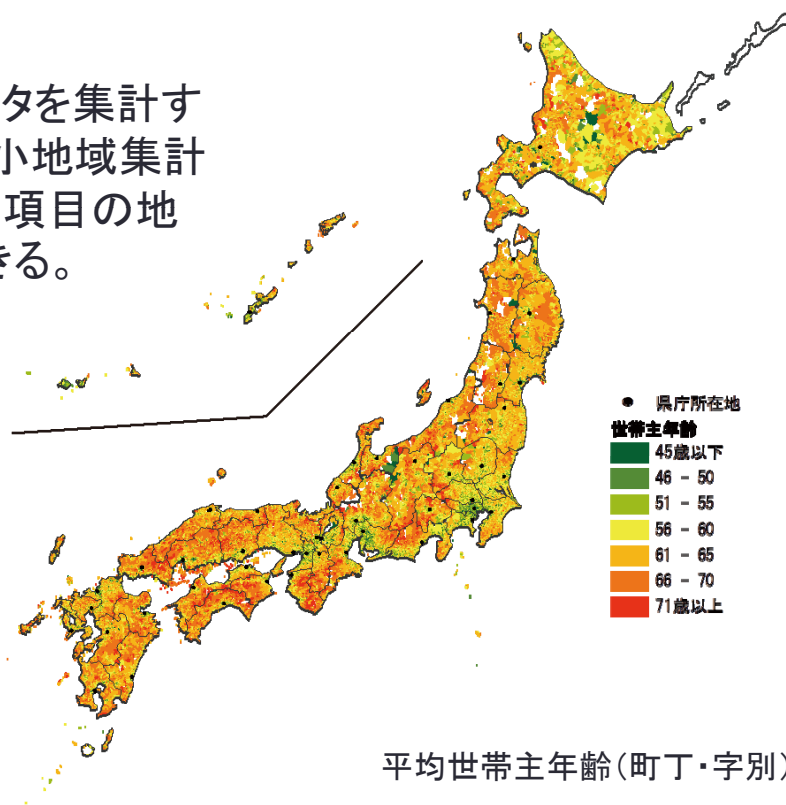 タを集計す
小地域集計
項目の地
きる。
県庁所在地
世帯主年齢
45歳以下
46 - 50
51 - 55
56 - 60
61 - 65
66 - 70
71歳以上
平均世帯主年齢(町丁・字別)